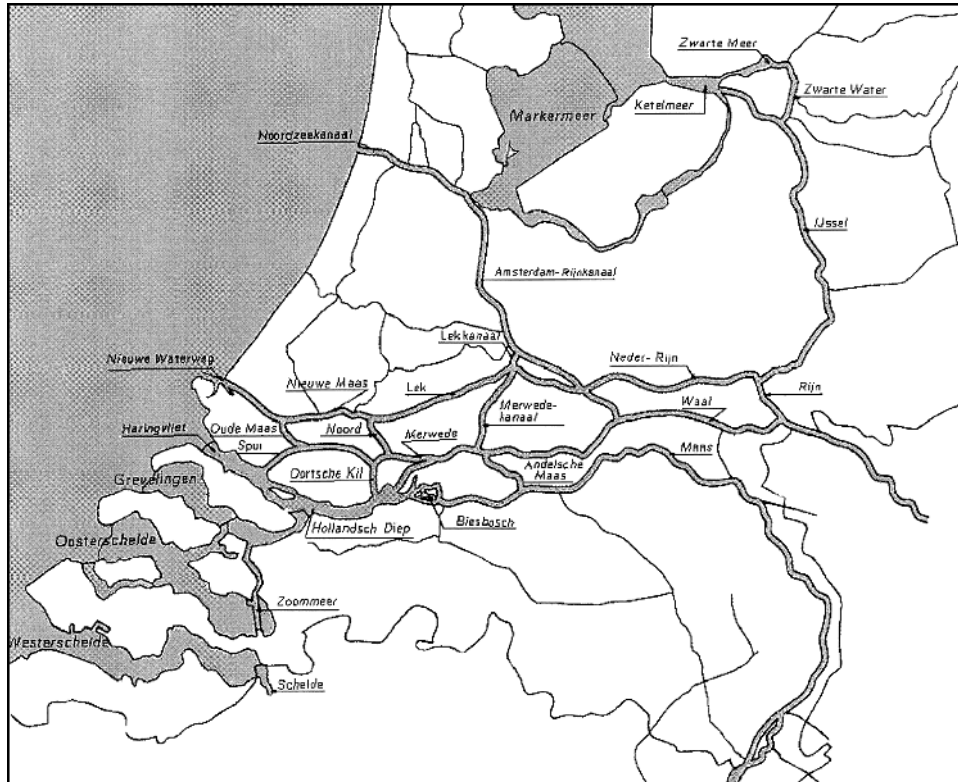 Zwarte Meer
Zwarte Water
Ketelmeer
Markermeer
Noordzeekanaal
IJssel
Amsterdam-Rijnkanaal
Lekkanaal
Nieuwe Waterweg
Neder-Rijn
Nieuwe Maas
Lek
Rijn
Waal
Merwede-
kanaal
Haringvliet
Oude Maas
Noord
Merwede
Spui
Maas
Dortsche Kil
Andelsche
Maas
Grevelingen
Hollandsch Diep
Biesbosch
Oosterschelde
Zoommeer
Westerschelde
Schelde